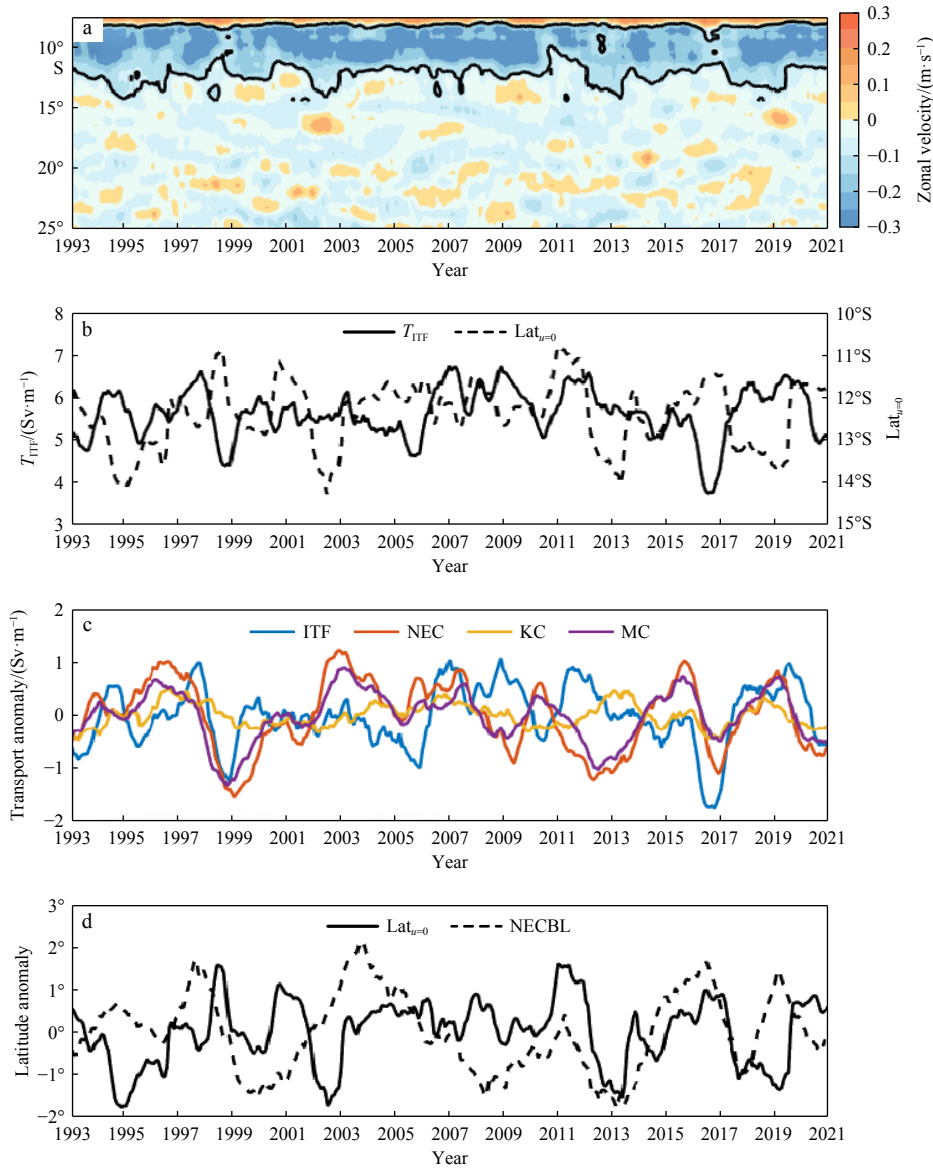 a
10°
S
15°
20°
25°
1993 1995 1997 1999 2001 2003 2005 2007 2009 2011 2013 2015 2017 2019 2021
Year
0.3
0.2
0.1
0
−0.1
−0.2
−0.3
Zonal velocity/(m·s⁻¹)
b
T_ITF Lat_u=0
8
7
6
5
4
3
T_ITF/(Sv·m⁻¹)
10°S
11°S
12°S
13°S
14°S
15°S
Lat_u=0
1993 1995 1997 1999 2001 2003 2005 2007 2009 2011 2013 2015 2017 2019 2021
Year
c
ITF NEC KC MC
2
1
0
−1
−2
Transport anomaly/(Sv·m⁻¹)
1993 1995 1997 1999 2001 2003 2005 2007 2009 2011 2013 2015 2017 2019 2021
Year
d
Lat_u=0 NECBL
3°
2°
1°
0°
−1°
−2°
Latitude anomaly
1993 1995 1997 1999 2001 2003 2005 2007 2009 2011 2013 2015 2017 2019 2021
Year